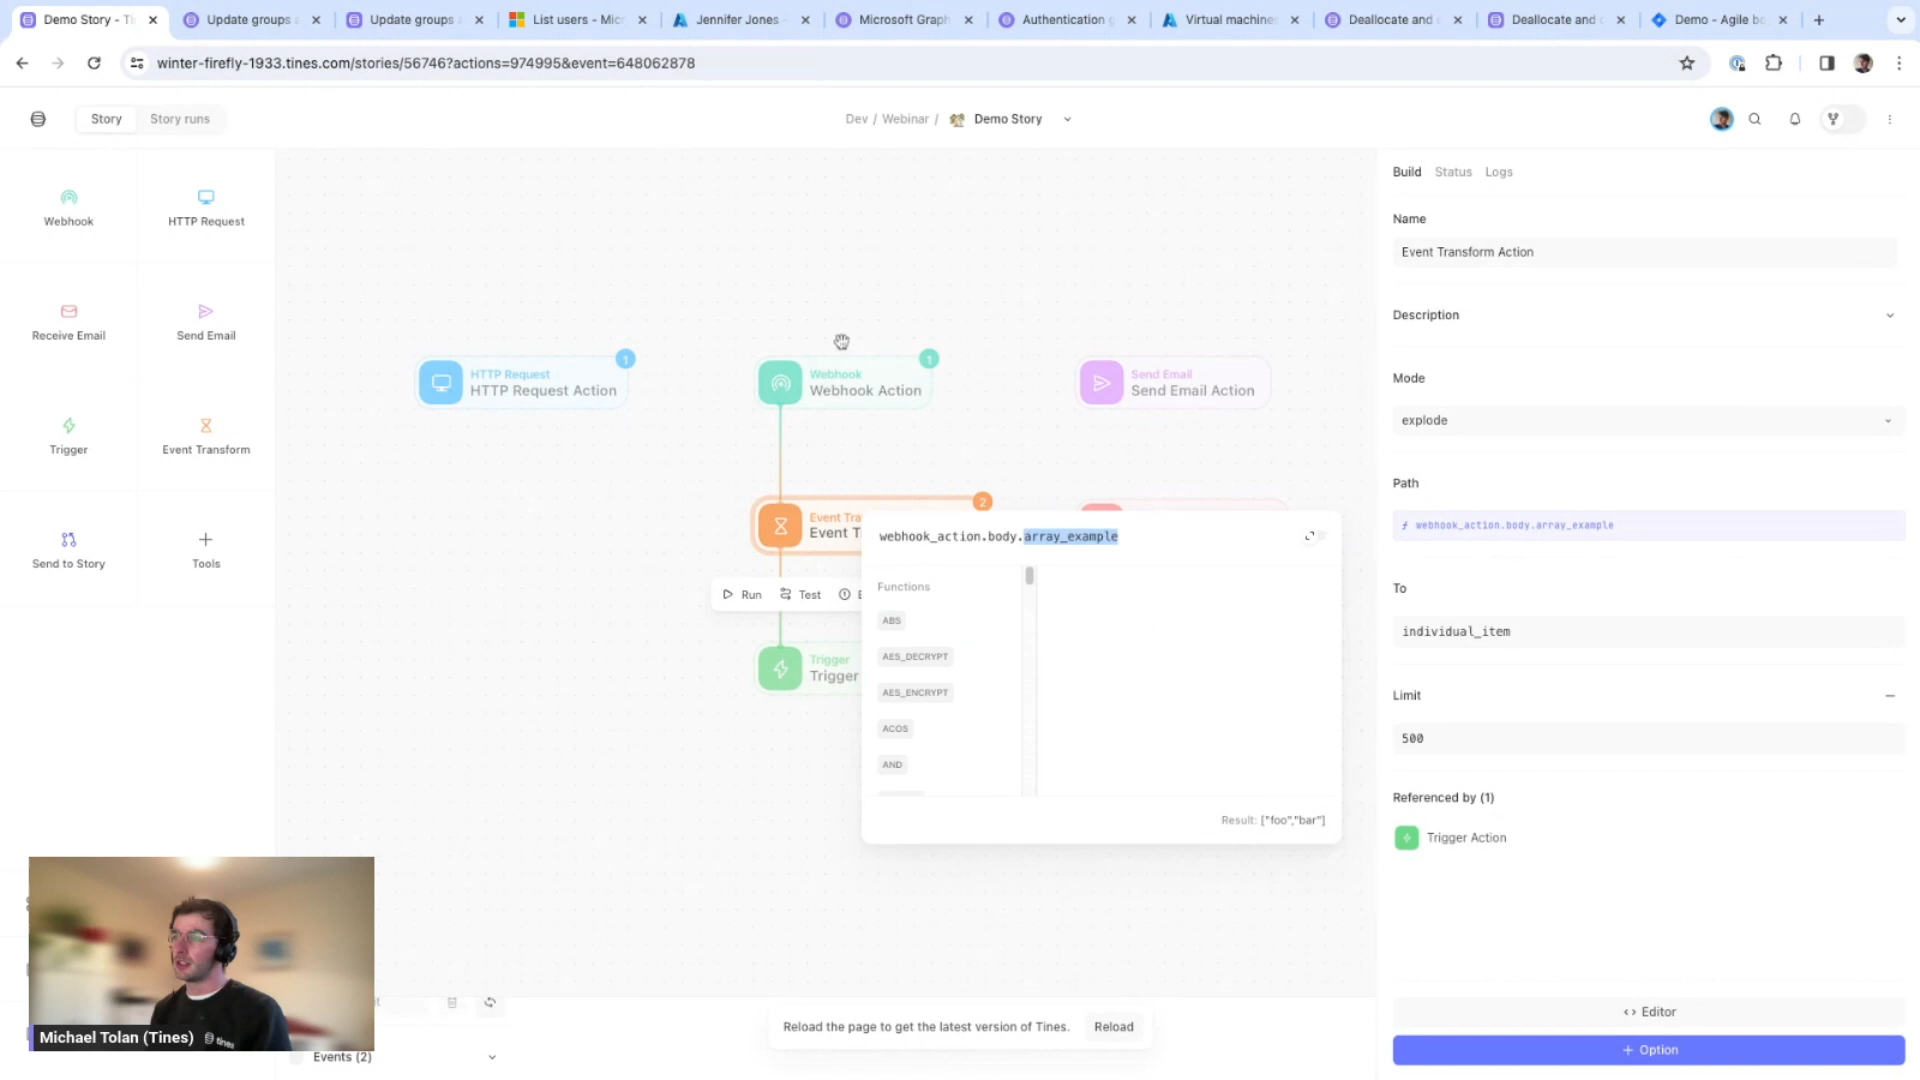 Demo Story - Ti
Update groups a
Update groups a
List users - Micr
Jennifer Jones -
Microsoft Graph
Authentication g
Virtual machines
Deallocate and
Deallocate and
Demo - Agile bo
winter-firefly-1933.tines.com/stories/56746?actions=974995&event=648062878
Story
Story runs
Dev / Webinar / Demo Story
Webhook
HTTP Request
Receive Email
Send Email
Trigger
Event Transform
Send to Story
Tools
1
HTTP Request
HTTP Request Action
1
Webhook
Webhook Action
Send Email
Send Email Action
2
Event Tra
Event T
Run
Test
Trigger
Trigger
webhook_action.body.array_example
Functions
ABS
AES_DECRYPT
AES_ENCRYPT
ACOS
AND
Result: ["foo","bar"]
Build
Status
Logs
Name
Event Transform Action
Description
Mode
explode
Path
webhook_action.body.array_example
To
individual_item
Limit
500
Referenced by (1)
Trigger Action
Editor
+ Option
Reload the page to get the latest version of Tines.
Reload
Events (2)
Michael Tolan (Tines)
tines